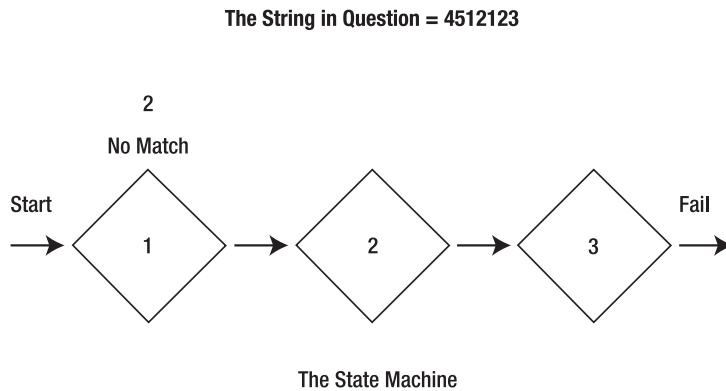 The String in Question = 4512123
2
No Match
Start
Fail
1
2
3
The State Machine